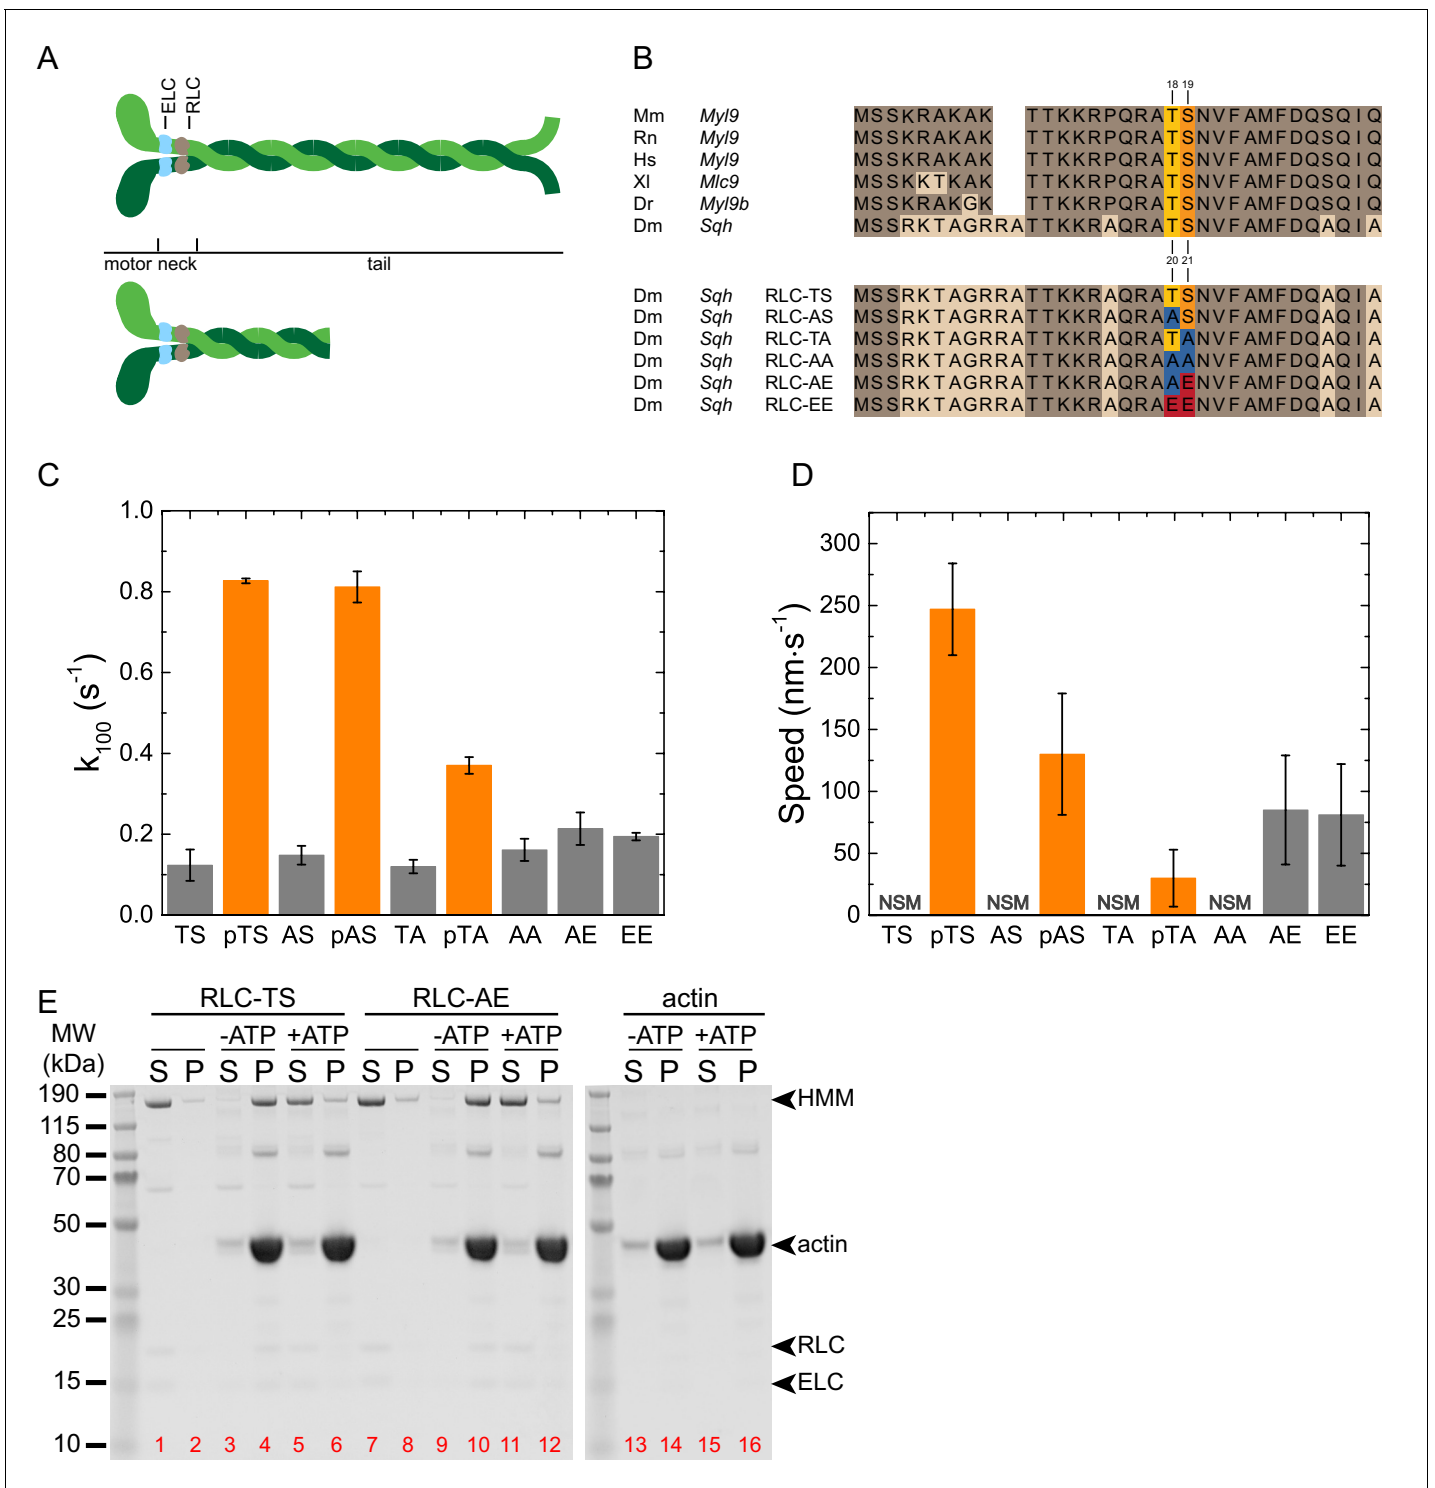 A
ELC
RLC
motor neck tail
B
18 19
Mm Myl9 MSSKRAKAK TTKKRPQRATSNVFAMFDQSQIQ
Rn Myl9 MSSKRAKAK TTKKRPQRATSNVFAMFDQSQIQ
Hs Myl9 MSSKRAKAK TTKKRPQRATSNVFAMFDQSQIQ
Xl Mlc9 MSSKKTKAK TTKKRPQRATSNVFAMFDQSQIQ
Dr Myl9b MSSKRAKGK TTKKRPQRATSNVFAMFDQSQIQ
Dm Sqh MSSRKTAGRRATTKKRAQRATSNVFAMFDQAQIA
20 21
Dm Sqh RLC-TS MSSRKTAGRRATTKKRAQRATSNVFAMFDQAQIA
Dm Sqh RLC-AS MSSRKTAGRRATTKKRAQRAASNVFAMFDQAQIA
Dm Sqh RLC-TA MSSRKTAGRRATTKKRAQRATANVFAMFDQAQIA
Dm Sqh RLC-AA MSSRKTAGRRATTKKRAQRAAANVFAMFDQAQIA
Dm Sqh RLC-AE MSSRKTAGRRATTKKRAQRAAENVFAMFDQAQIA
Dm Sqh RLC-EE MSSRKTAGRRATTKKRAQRAEENVFAMFDQAQIA
C
k100 (s-1)
1.0
0.8
0.6
0.4
0.2
0.0
TS pTS AS pAS TA pTA AA AE EE
D
Speed (nm·s-1)
300
250
200
150
100
50
0
NSM NSM NSM NSM
TS pTS AS pAS TA pTA AA AE EE
E
RLC-TS RLC-AE actin
MW
(kDa)
-ATP +ATP -ATP +ATP -ATP +ATP
S P S P S P S P S P S P S P S P
190
115
80
70
50
30
25
15
10
HMM
actin
RLC
ELC
1 2 3 4 5 6 7 8 9 10 11 12 13 14 15 16